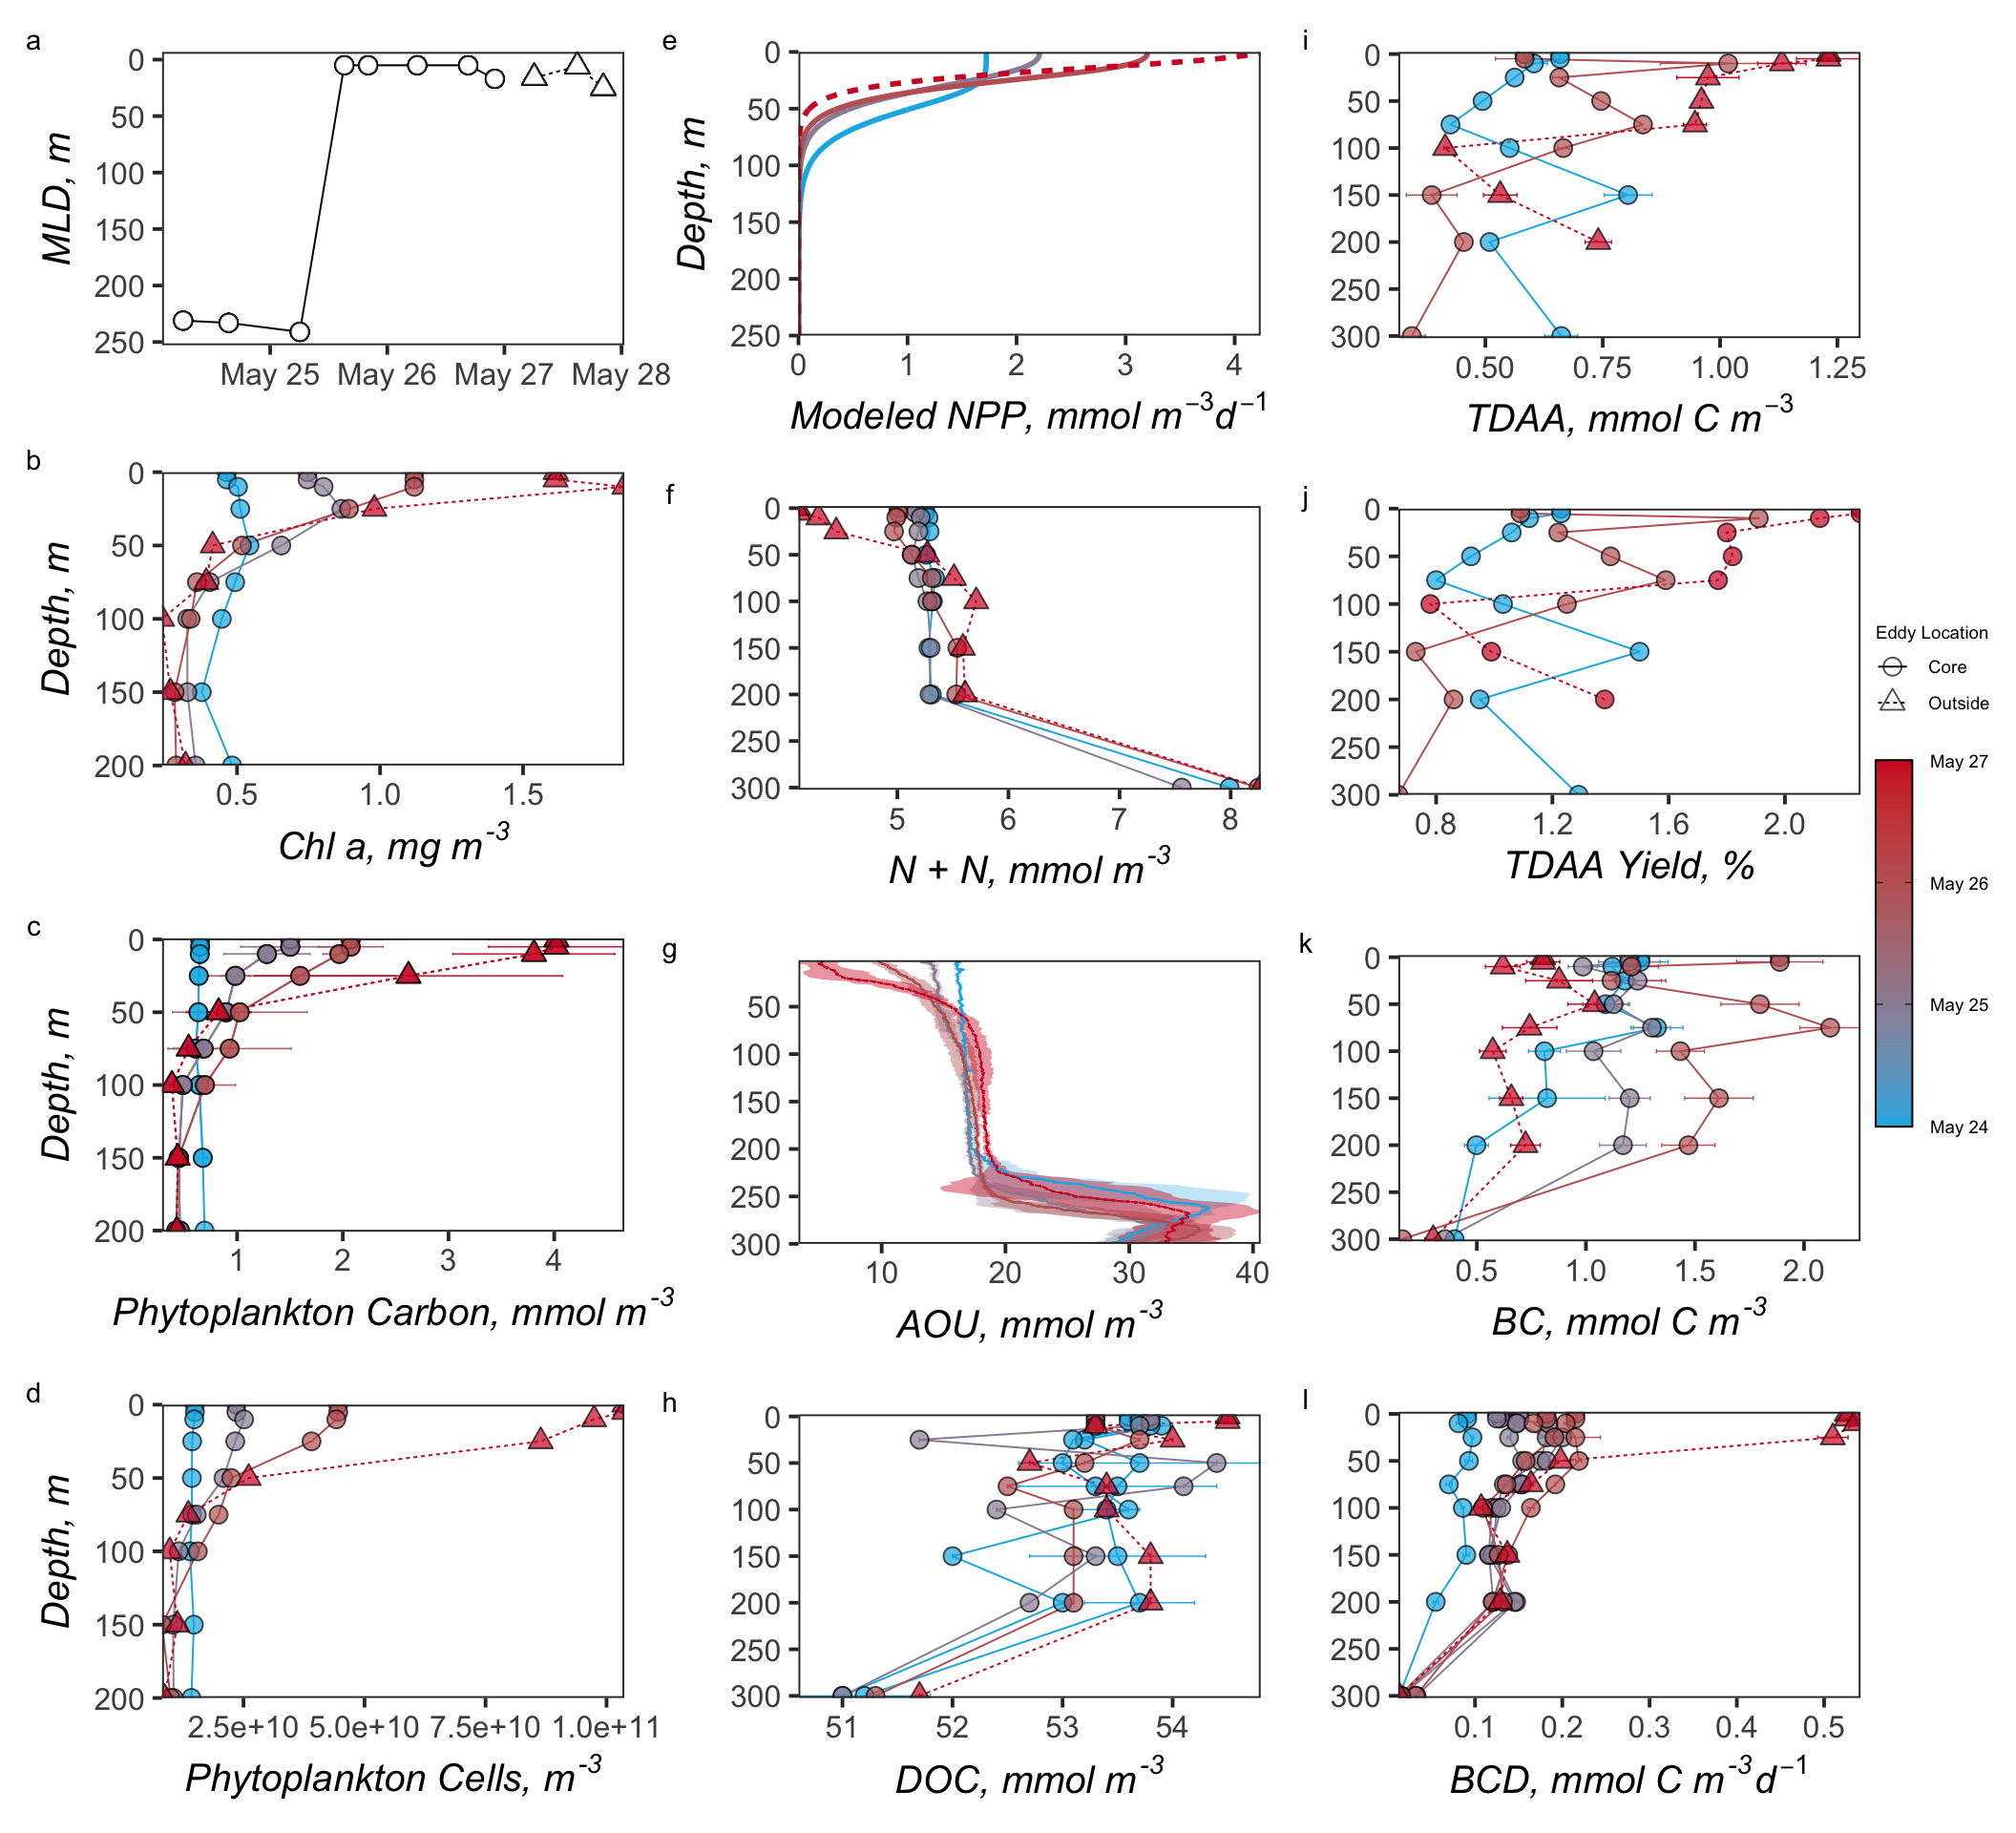 a
0
50
100
150
200
250
MLD, m
May 25 May 26 May 27 May 28
b
0
50
100
150
200
Depth, m
0.5 1.0 1.5
Chl a, mg m-3
c
0
50
100
150
200
Depth, m
1 2 3 4
Phytoplankton Carbon, mmol m-3
d
0
50
100
150
200
Depth, m
2.5e+10 5.0e+10 7.5e+10 1.0e+11
Phytoplankton Cells, m-3
e
0
50
100
150
200
250
Depth, m
0 1 2 3 4
Modeled NPP, mmol m−3d−1
f
0
50
100
150
200
250
300
5 6 7 8
N + N, mmol m-3
g
50
100
150
200
250
300
10 20 30 40
AOU, mmol m-3
h
0
50
100
150
200
250
300
51 52 53 54
DOC, mmol m-3
i
0
50
100
150
200
250
300
0.50 0.75 1.00 1.25
TDAA, mmol C m−3
j
0
50
100
150
200
250
300
0.8 1.2 1.6 2.0
TDAA Yield, %
k
0
50
100
150
200
250
300
0.5 1.0 1.5 2.0
BC, mmol C m-3
l
0
50
100
150
200
250
300
0.1 0.2 0.3 0.4 0.5
BCD, mmol C m-3d−1
Eddy Location
Core
Outside
May 27
May 26
May 25
May 24